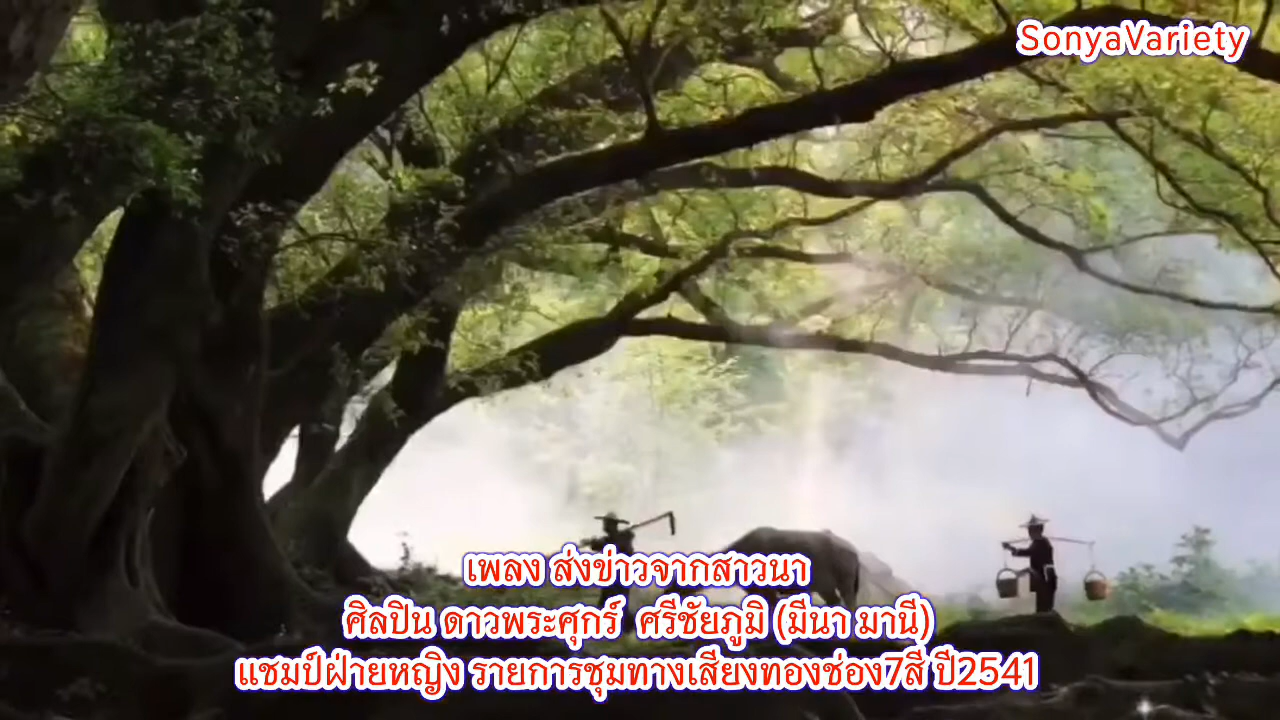 SonyaVariety
เพลง ส่งข่าวจากสาวนา
ศิลปิน ดาวพระศุกร์ ศรีชัยภูมิ (มีนา มานี)
แชมป์ฝ่ายหญิง รายการชุมทางเสียงทองช่อง7สี ปี2541